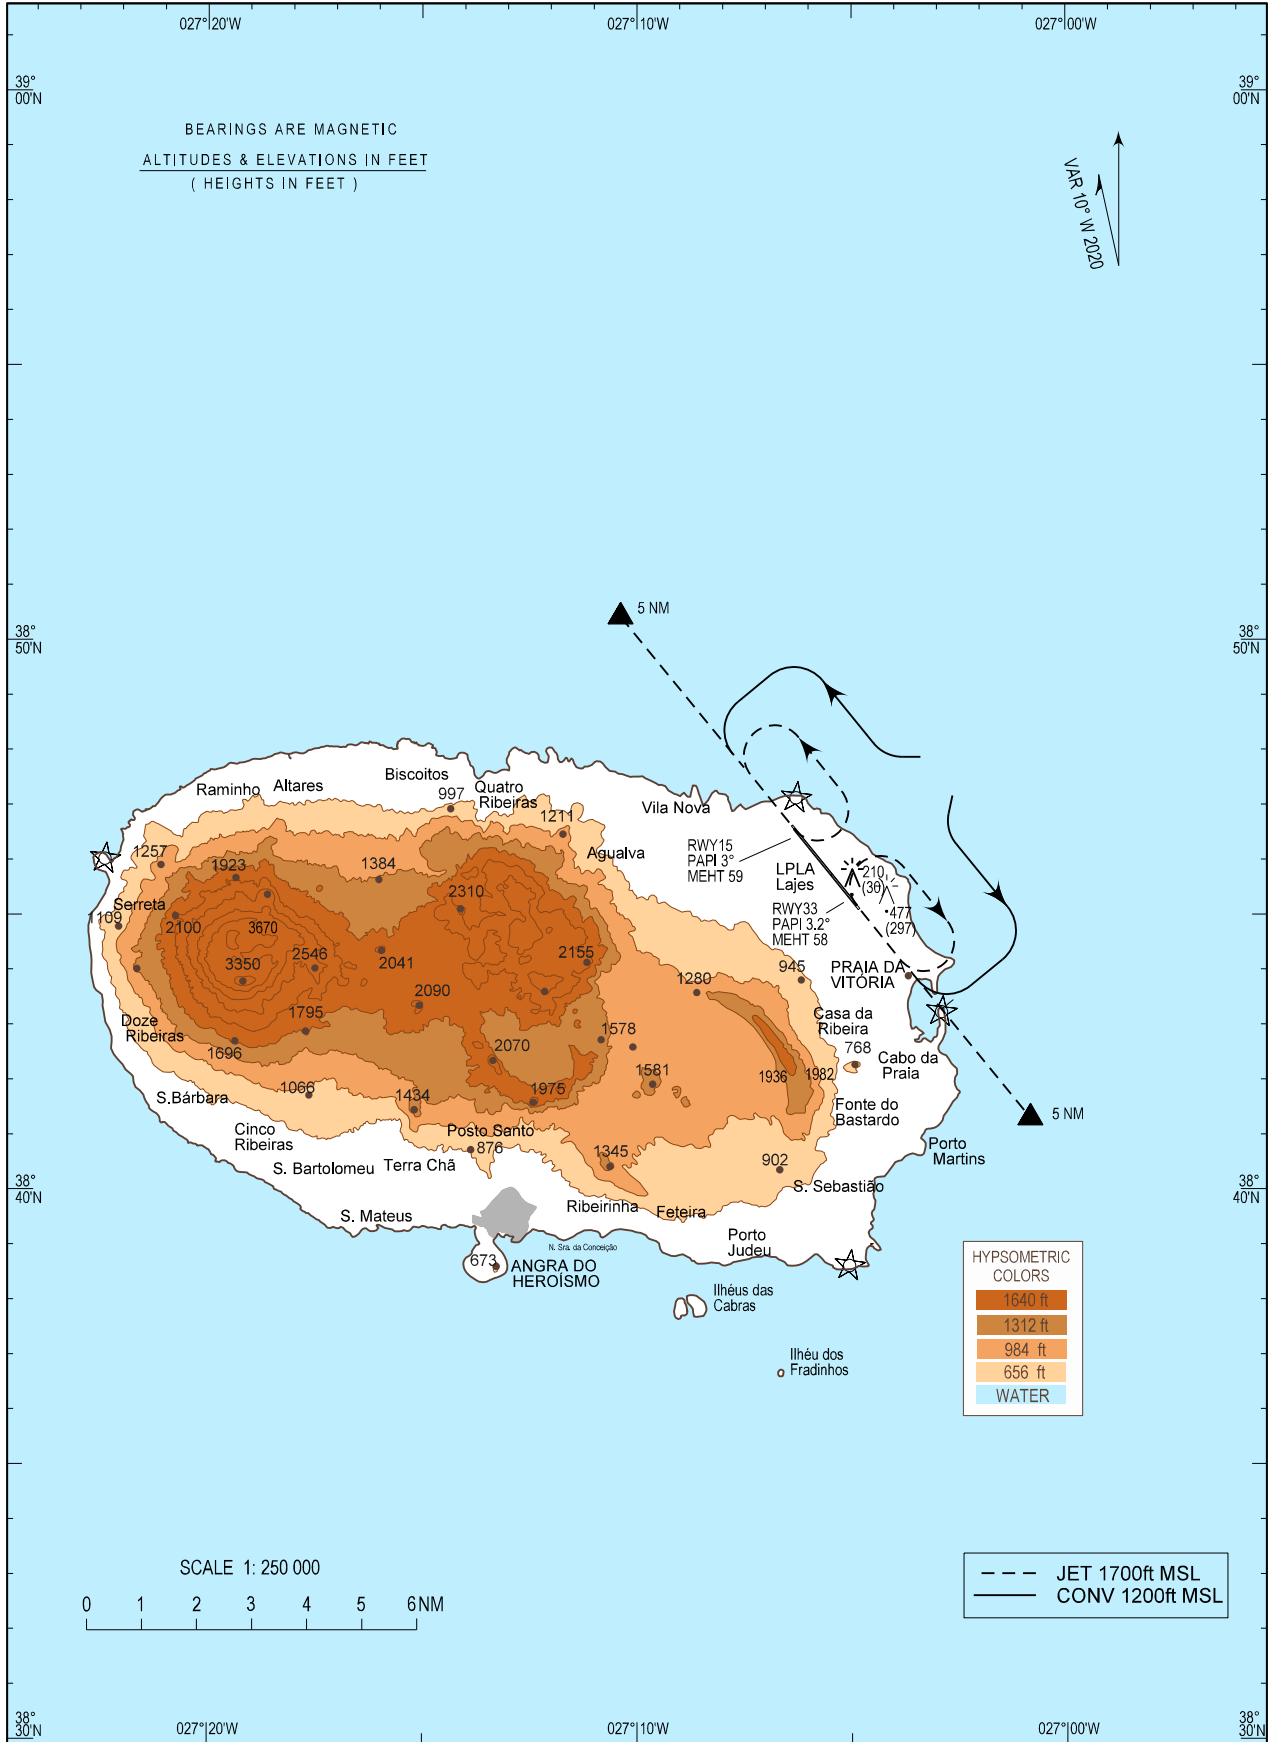 027°20'W
027°10'W
027°00'W
39°
00'N
39°
00'N
BEARINGS ARE MAGNETIC
ALTITUDES & ELEVATIONS IN FEET
( HEIGHTS IN FEET )
VAR 10° W 2020
5 NM
38°
50'N
38°
50'N
Biscoitos
Raminho
Altares
Quatro
Ribeiras
997
Vila Nova
1211
RWY15
PAPI 3°
MEHT 59
Agualva
1257
1923
1384
LPLA
Lajes
210
(30)
2310
RWY33
PAPI 3.2°
MEHT 58
477
(297)
Serreta
1109
2100
3670
2546
2041
2155
945
PRAIA DA
VITÓRIA
3350
1280
2090
1795
Doze
Ribeiras
1578
Casa da
Ribeira
1696
2070
768
Cabo da
Praia
1581
1936
1982
1066
1434
1975
S.Bárbara
Fonte do
Bastardo
5 NM
Cinco
Ribeiras
Posto Santo
876
Porto
Martins
S. Bartolomeu
Terra Chã
1345
902
38°
40'N
S. Sebastião
38°
40'N
Ribeirinha
Feteira
S. Mateus
Porto
Judeu
N. Sra. da Conceição
673
ANGRA DO
HEROÍSMO
Ilhéus das
Cabras
Ilhéu dos
Fradinhos
HYPSOMETRIC
COLORS
1640 ft
1312 ft
984 ft
656 ft
WATER
SCALE 1: 250 000
0 1 2 3 4 5 6 NM
JET 1700ft MSL
CONV 1200ft MSL
38°
30'N
38°
30'N
027°20'W
027°10'W
027°00'W